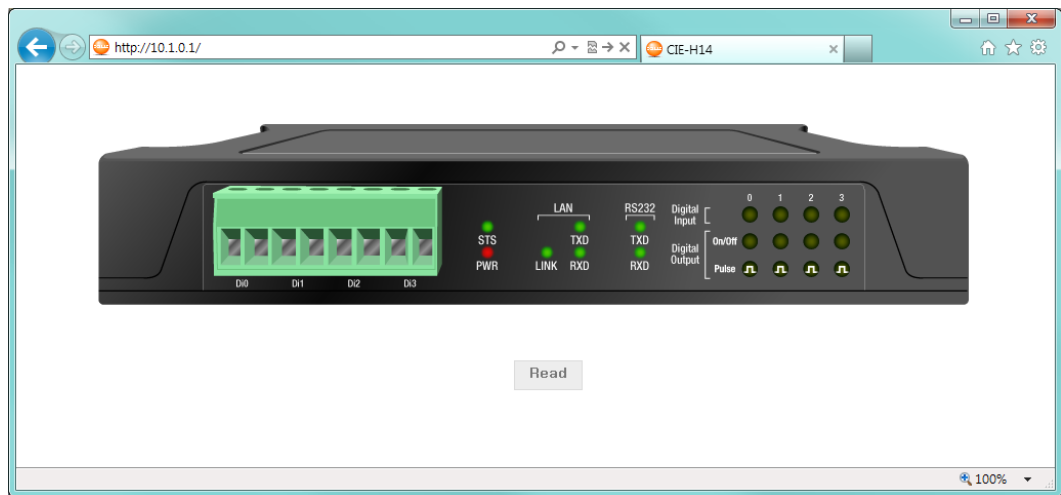 http://10.1.0.1/
CIE-H14
LAN
RS232
Digital
Input
0 1 2 3
STS
TXD
TXD
On/Off
Digital
Output
PWR
LINK
RXD
RXD
Pulse
Di0 Di1 Di2 Di3
Read
100%